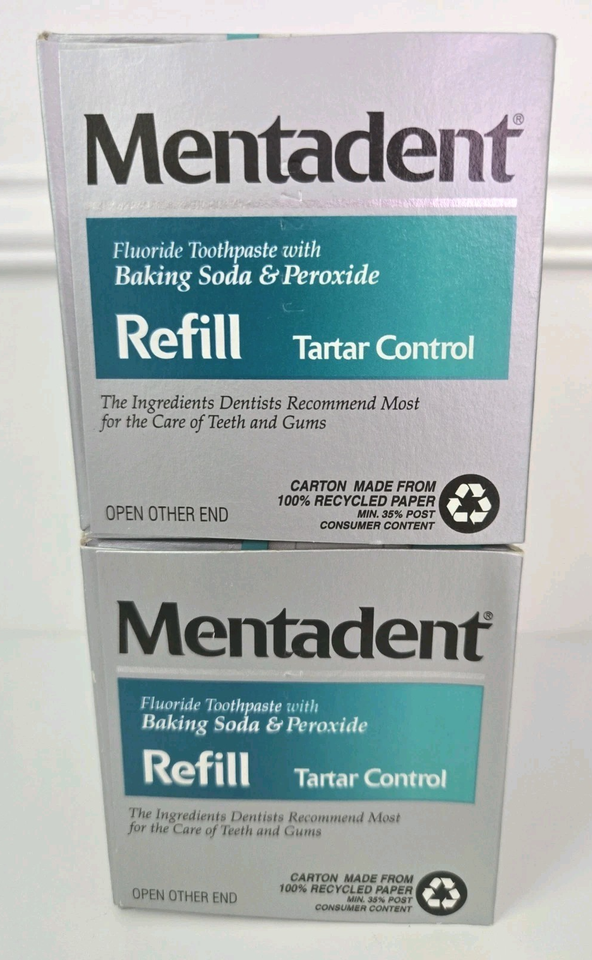 Mentadent®
Fluoride Toothpaste with
Baking Soda & Peroxide
Refill Tartar Control
The Ingredients Dentists Recommend Most
for the Care of Teeth and Gums
OPEN OTHER END
CARTON MADE FROM
100% RECYCLED PAPER
MIN. 35% POST
CONSUMER CONTENT
Mentadent®
Fluoride Toothpaste with
Baking Soda & Peroxide
Refill Tartar Control
The Ingredients Dentists Recommend Most
for the Care of Teeth and Gums
OPEN OTHER END
CARTON MADE FROM
100% RECYCLED PAPER
MIN. 35% POST
CONSUMER CONTENT